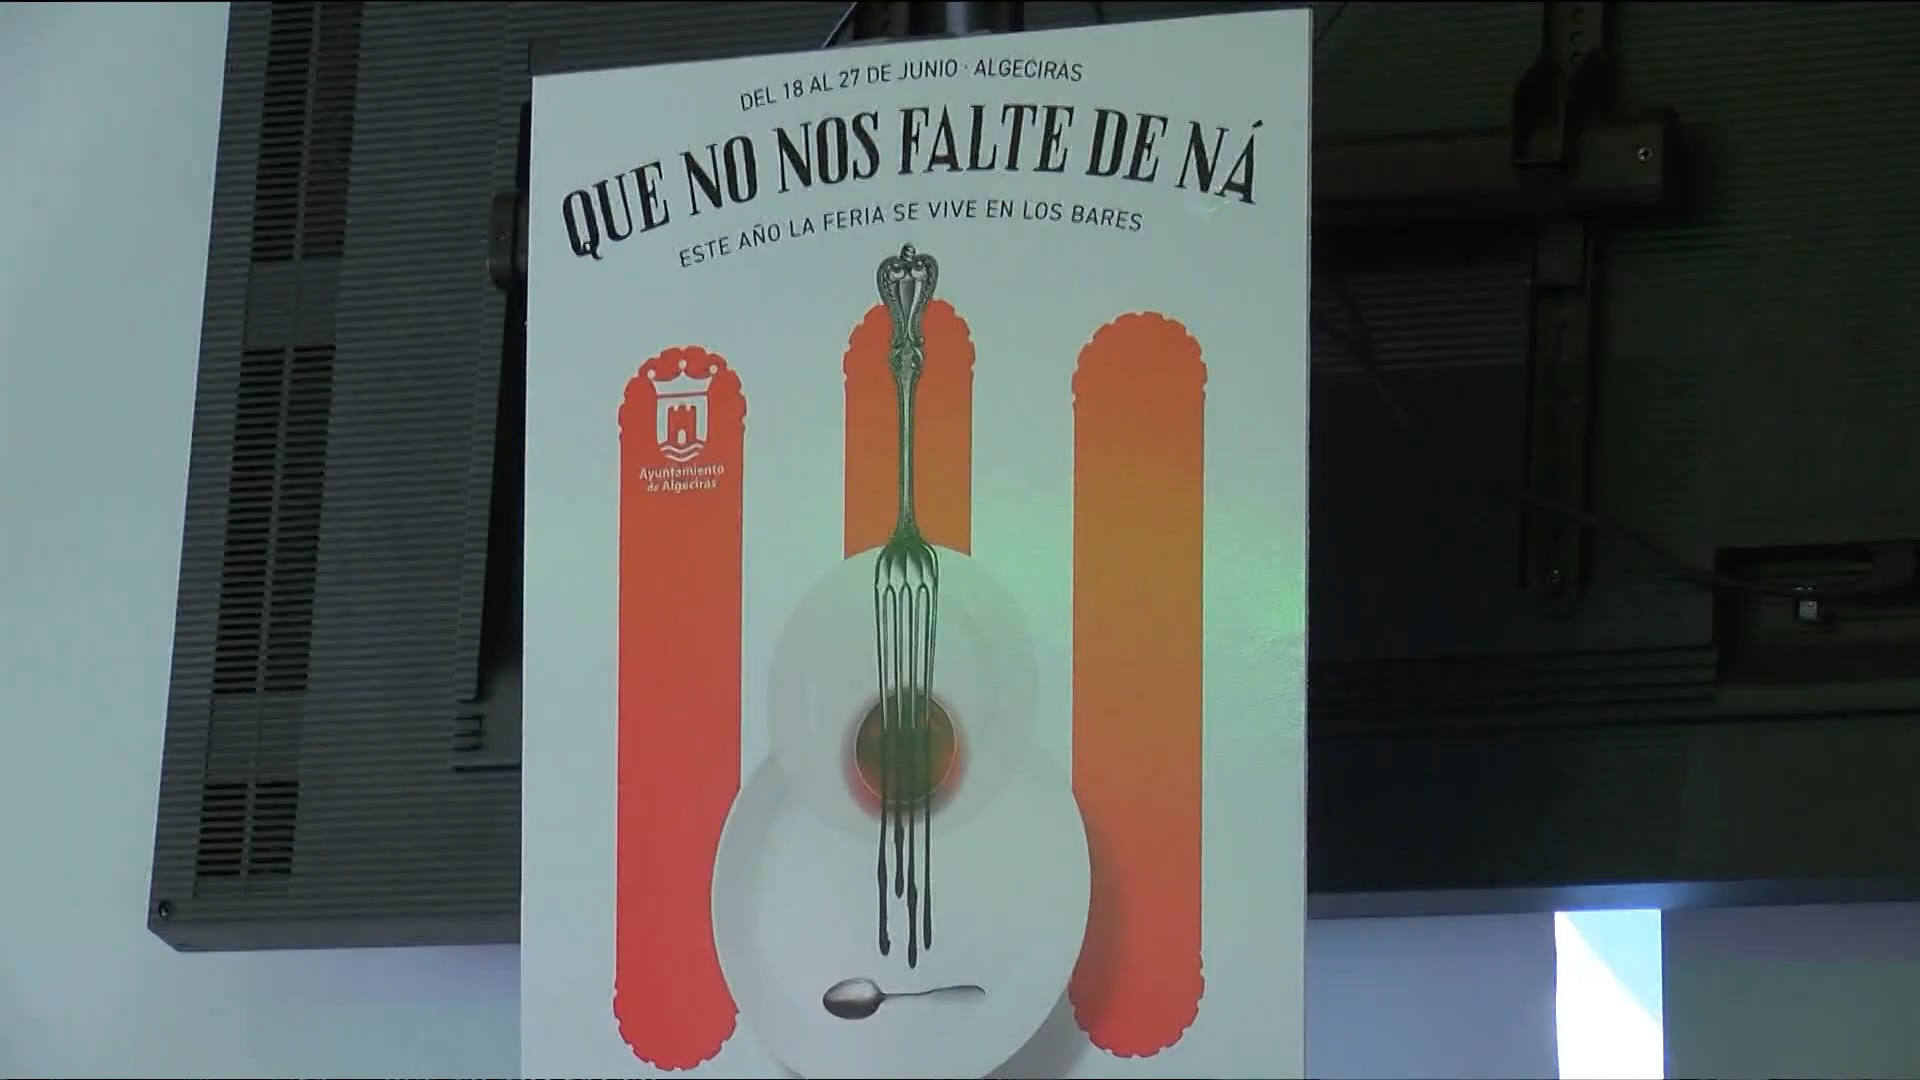 DEL 18 AL 27 DE JUNIO · ALGECIRAS
QUE NO NOS FALTE DE NÁ
ESTE AÑO LA FERIA SE VIVE EN LOS BARES
Ayuntamiento
de Algeciras